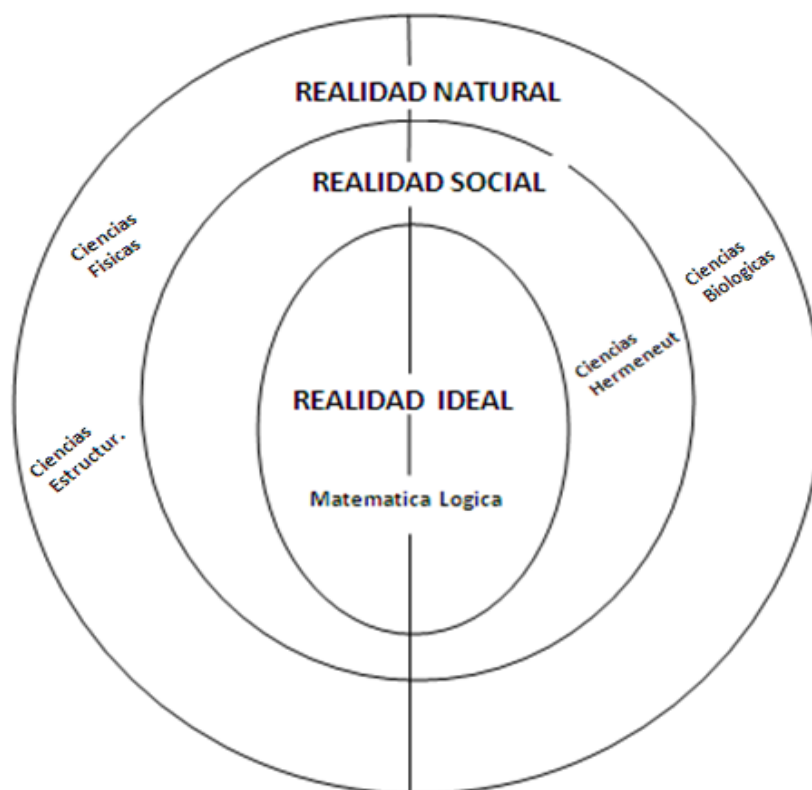 REALIDAD NATURAL
REALIDAD SOCIAL
Ciencias
Fisicas
Ciencias
Biologicas
Ciencias
Hermeneut
REALIDAD IDEAL
Ciencias
Estructur.
Matematica Logica